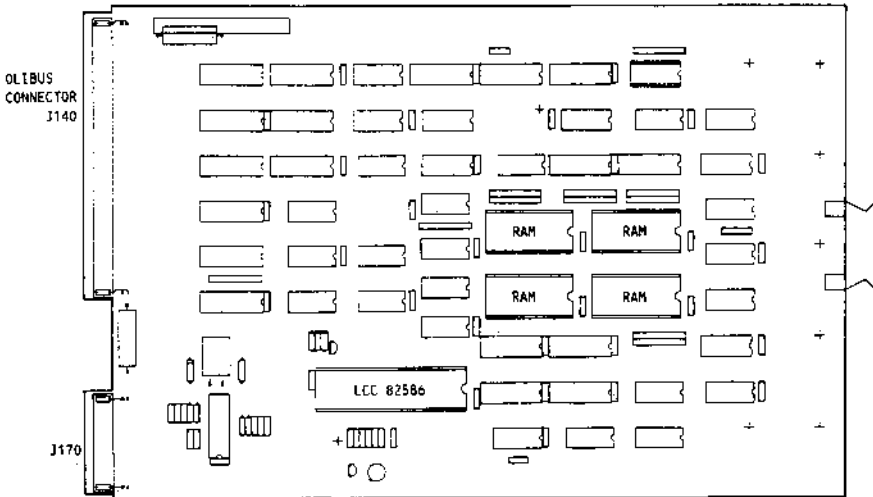 OLIBUS
CONNECTOR
J140
RAM
RAM
RAM
RAM
LCC 82586
J170